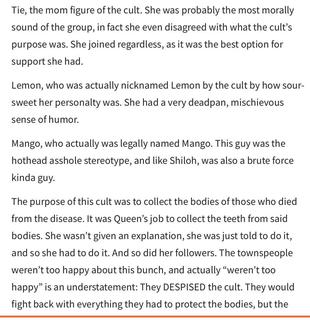 Tie, the mom figure of the cult. She was probably the most morally
sound of the group, in fact she even disagreed with what the cult's
purpose was. She joined regardless, as it was the best option for
support she had.
Lemon, who was actually nicknamed Lemon by the cult by how sour-
sweet her personalty was. She had a very deadpan, mischievous
sense of humor.
Mango, who actually was legally named Mango. This guy was the
hothead asshole stereotype, and like Shiloh, was also a brute force
kinda guy.
The purpose of this cult was to collect the bodies of those who died
from the disease. It was Queen's job to collect the teeth from said
bodies. She wasn't given an explanation, she was just told to do it,
and so she had to do it. And so did her followers. The townspeople
weren't too happy about this bunch, and actually “weren't too
happy” is an understatement: They DESPISED the cult. They would
fight back with everything they had to protect the bodies, but the